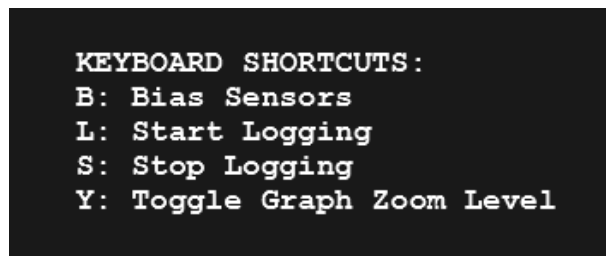 KEYBOARD SHORTCUTS:
B: Bias Sensors
L: Start Logging
S: Stop Logging
Y: Toggle Graph Zoom Level